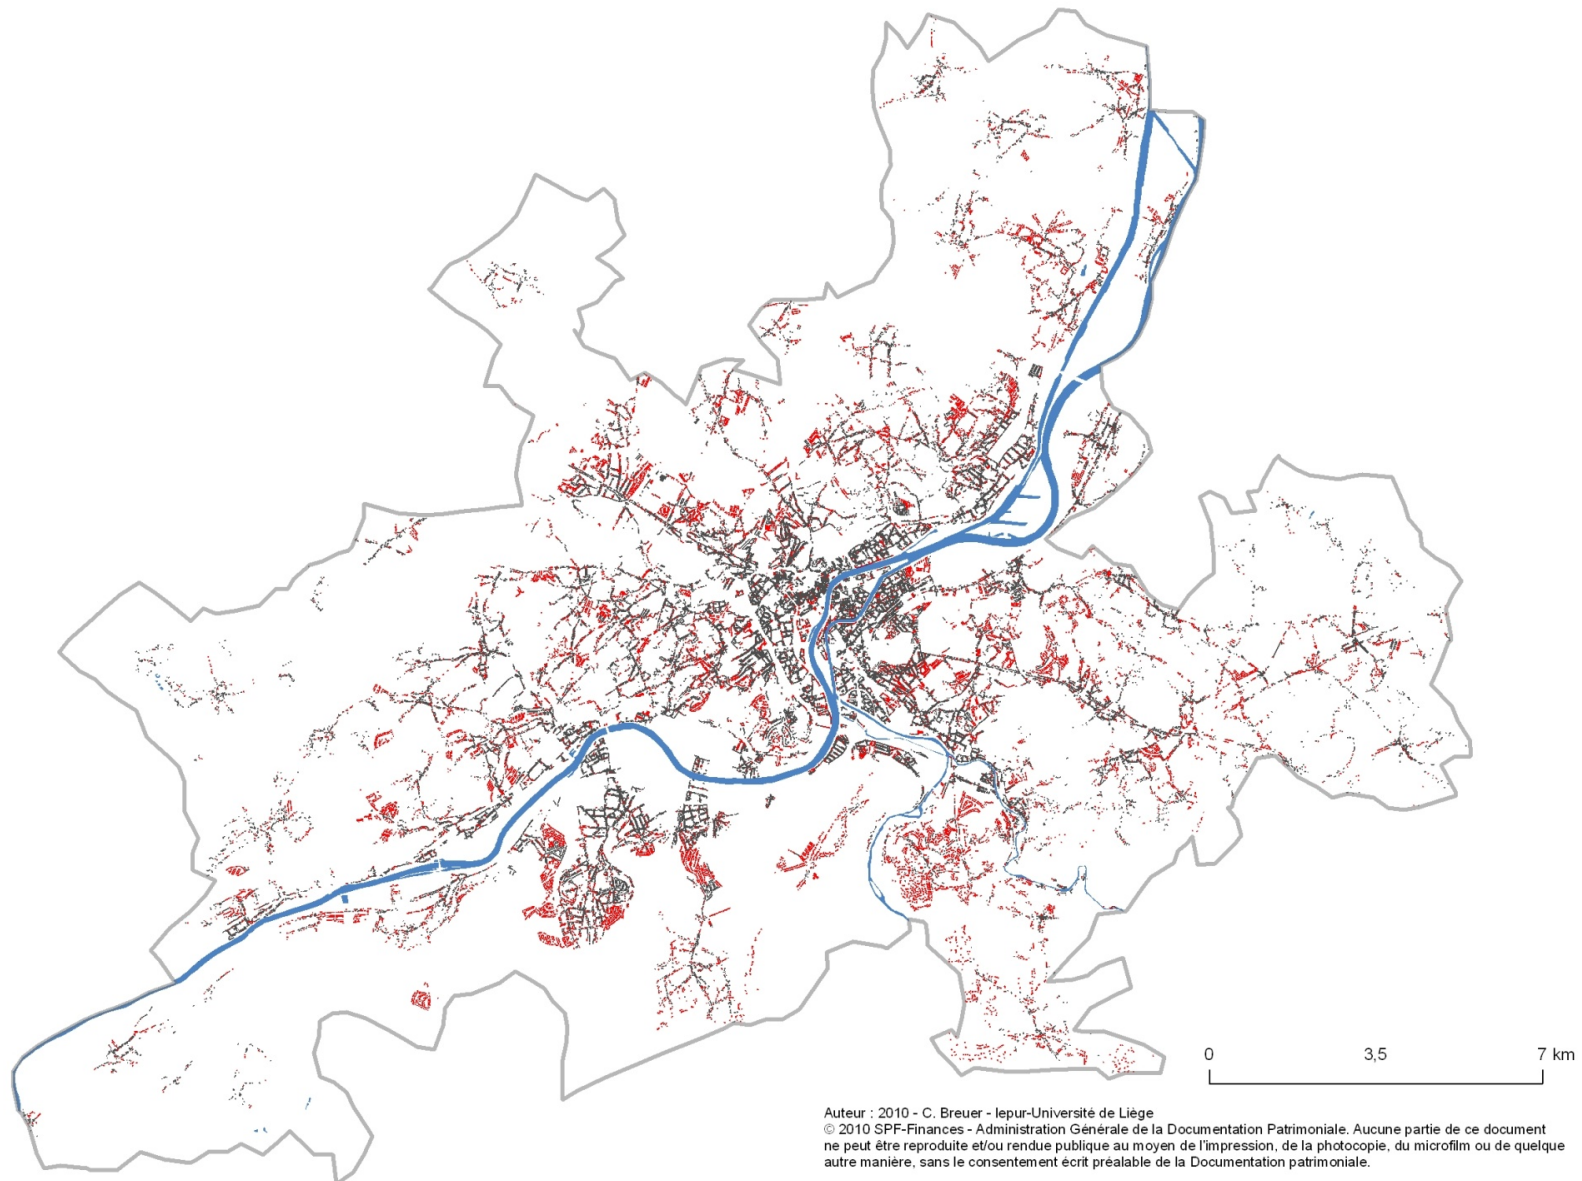 0 3,5 7 km
Auteur : 2010 - C. Breuer - lepur-Université de Liège
© 2010 SPF-Finances - Administration Générale de la Documentation Patrimoniale. Aucune partie de ce document
ne peut être reproduite et/ou rendue publique au moyen de l'impression, de la photocopie, du microfilm ou de quelque
autre manière, sans le consentement écrit préalable de la Documentation patrimoniale.